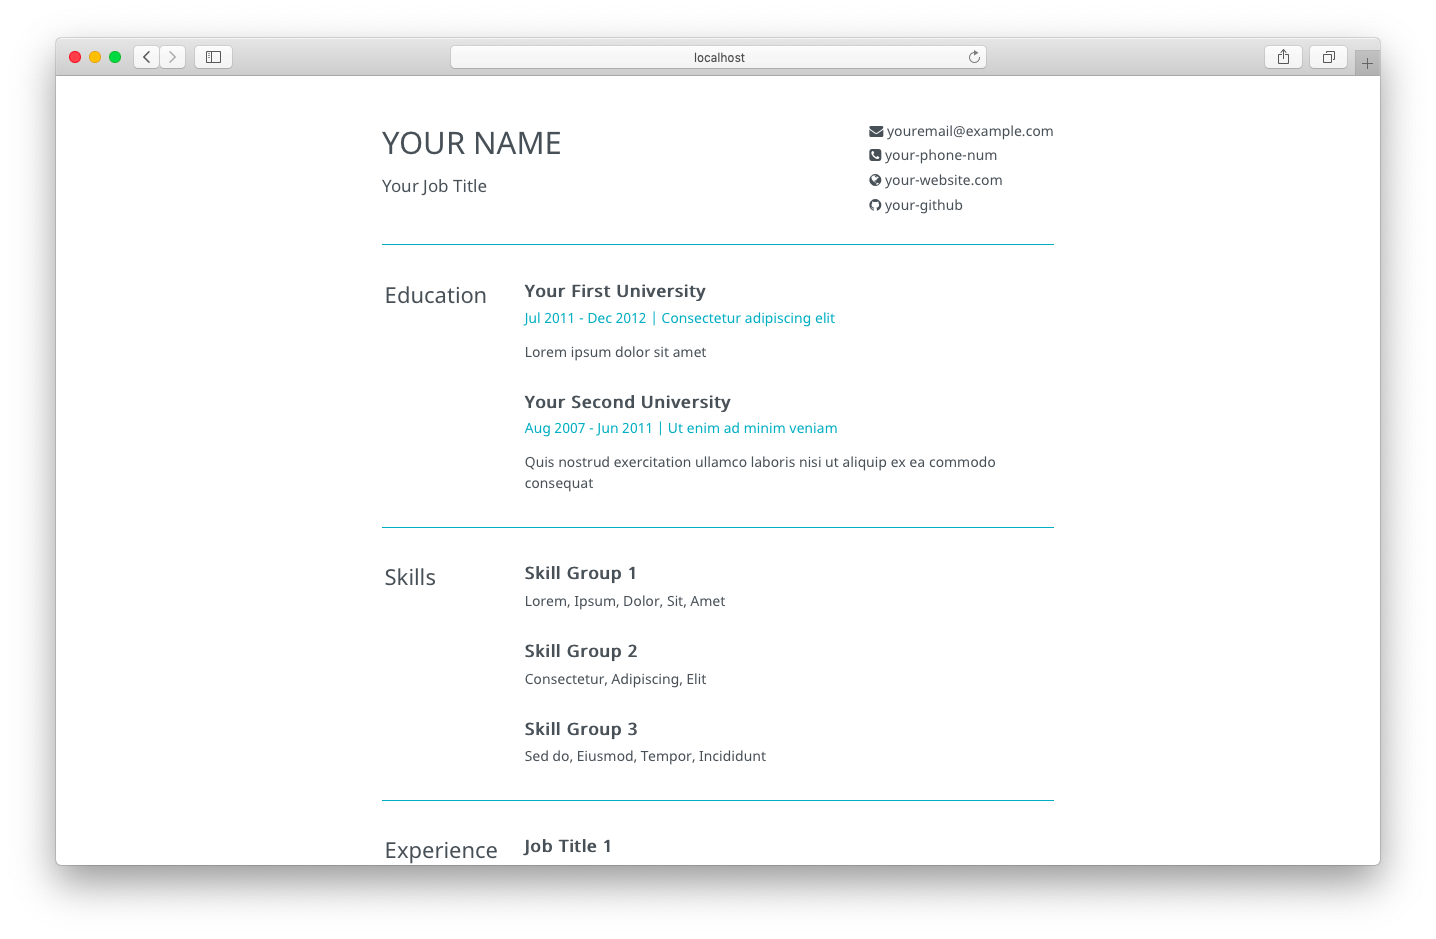 localhost
YOUR NAME
Your Job Title
youremail@example.com
your-phone-num
your-website.com
your-github
Education
Your First University
Jul 2011 - Dec 2012 | Consectetur adipiscing elit
Lorem ipsum dolor sit amet
Your Second University
Aug 2007 - Jun 2011 | Ut enim ad minim veniam
Quis nostrud exercitation ullamco laboris nisi ut aliquip ex ea commodo
consequat
Skills
Skill Group 1
Lorem, Ipsum, Dolor, Sit, Amet
Skill Group 2
Consectetur, Adipiscing, Elit
Skill Group 3
Sed do, Eiusmod, Tempor, Incididunt
Experience
Job Title 1